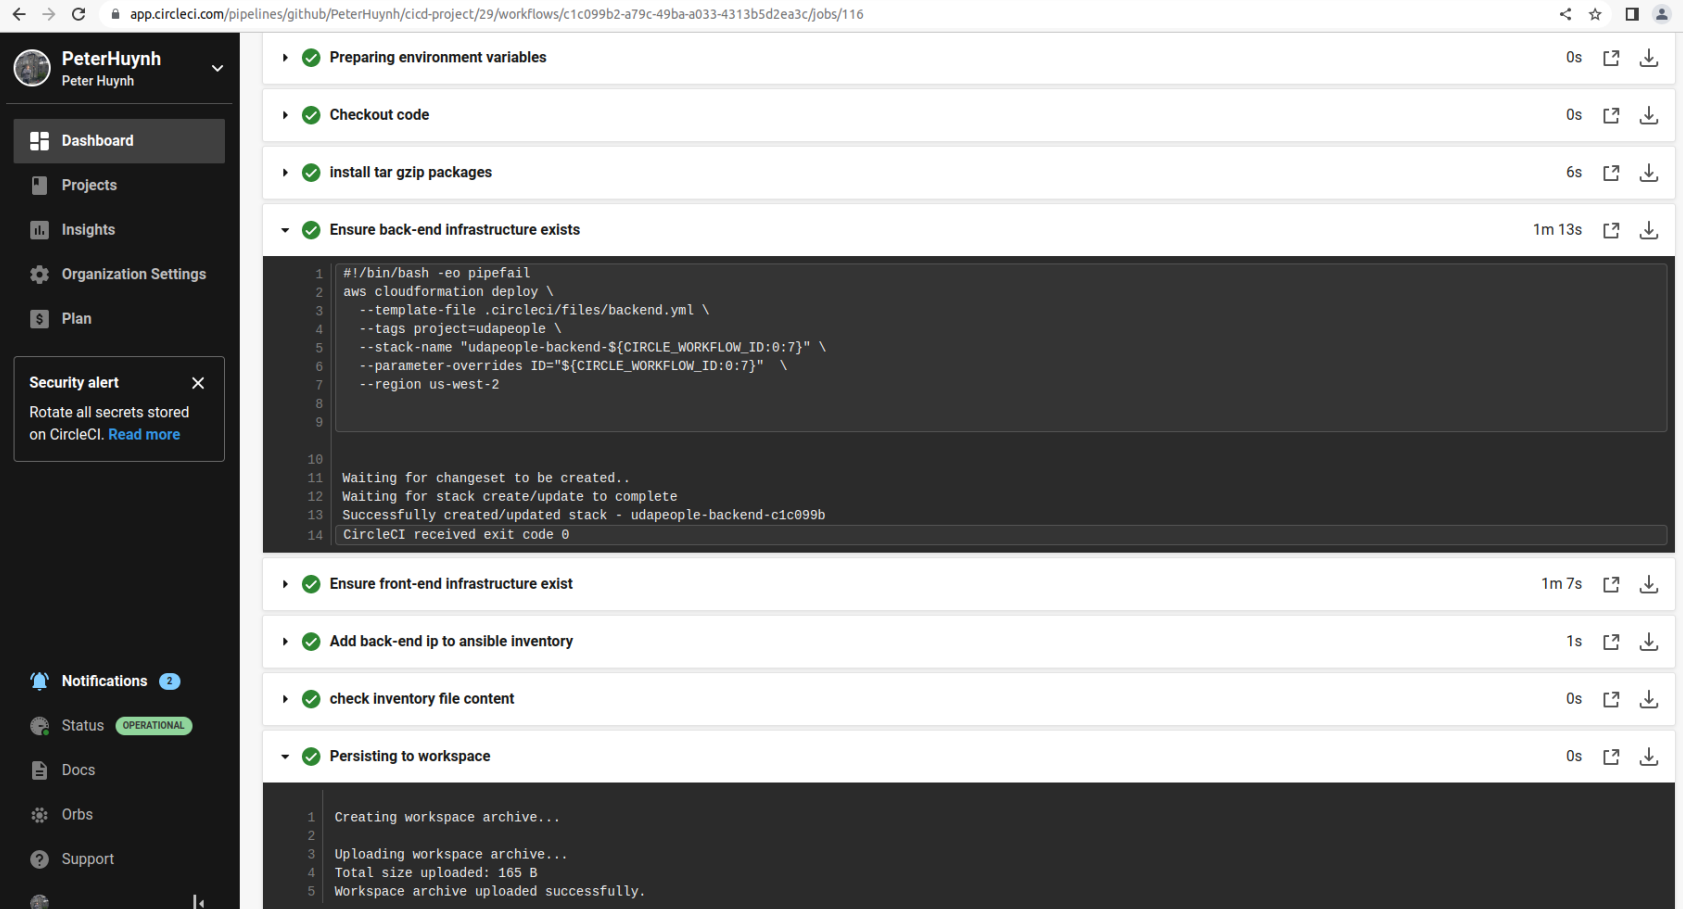 app.circleci.com/pipelines/github/PeterHuynh/cicd-project/29/workflows/c1c099b2-a79c-49ba-a033-4313b5d2ea3c/jobs/116
PeterHuynh
Peter Huynh
Dashboard
Projects
Insights
Organization Settings
Plan
Security alert
Rotate all secrets stored
on CircleCI. Read more
Notifications 2
Status OPERATIONAL
Docs
Orbs
Support
Preparing environment variables 0s
Checkout code 0s
install tar gzip packages 6s
Ensure back-end infrastructure exists 1m 13s
1 #!/bin/bash -eo pipefail
2 aws cloudformation deploy \
3 --template-file .circleci/files/backend.yml \
4 --tags project=udapeople \
5 --stack-name "udapeople-backend-${CIRCLE_WORKFLOW_ID:0:7}" \
6 --parameter-overrides ID="${CIRCLE_WORKFLOW_ID:0:7}"  \
7 --region us-west-2
8
9
10
11 Waiting for changeset to be created..
12 Waiting for stack create/update to complete
13 Successfully created/updated stack - udapeople-backend-c1c099b
14 CircleCI received exit code 0
Ensure front-end infrastructure exist 1m 7s
Add back-end ip to ansible inventory 1s
check inventory file content 0s
Persisting to workspace 0s
1 Creating workspace archive...
2
3 Uploading workspace archive...
4 Total size uploaded: 165 B
5 Workspace archive uploaded successfully.